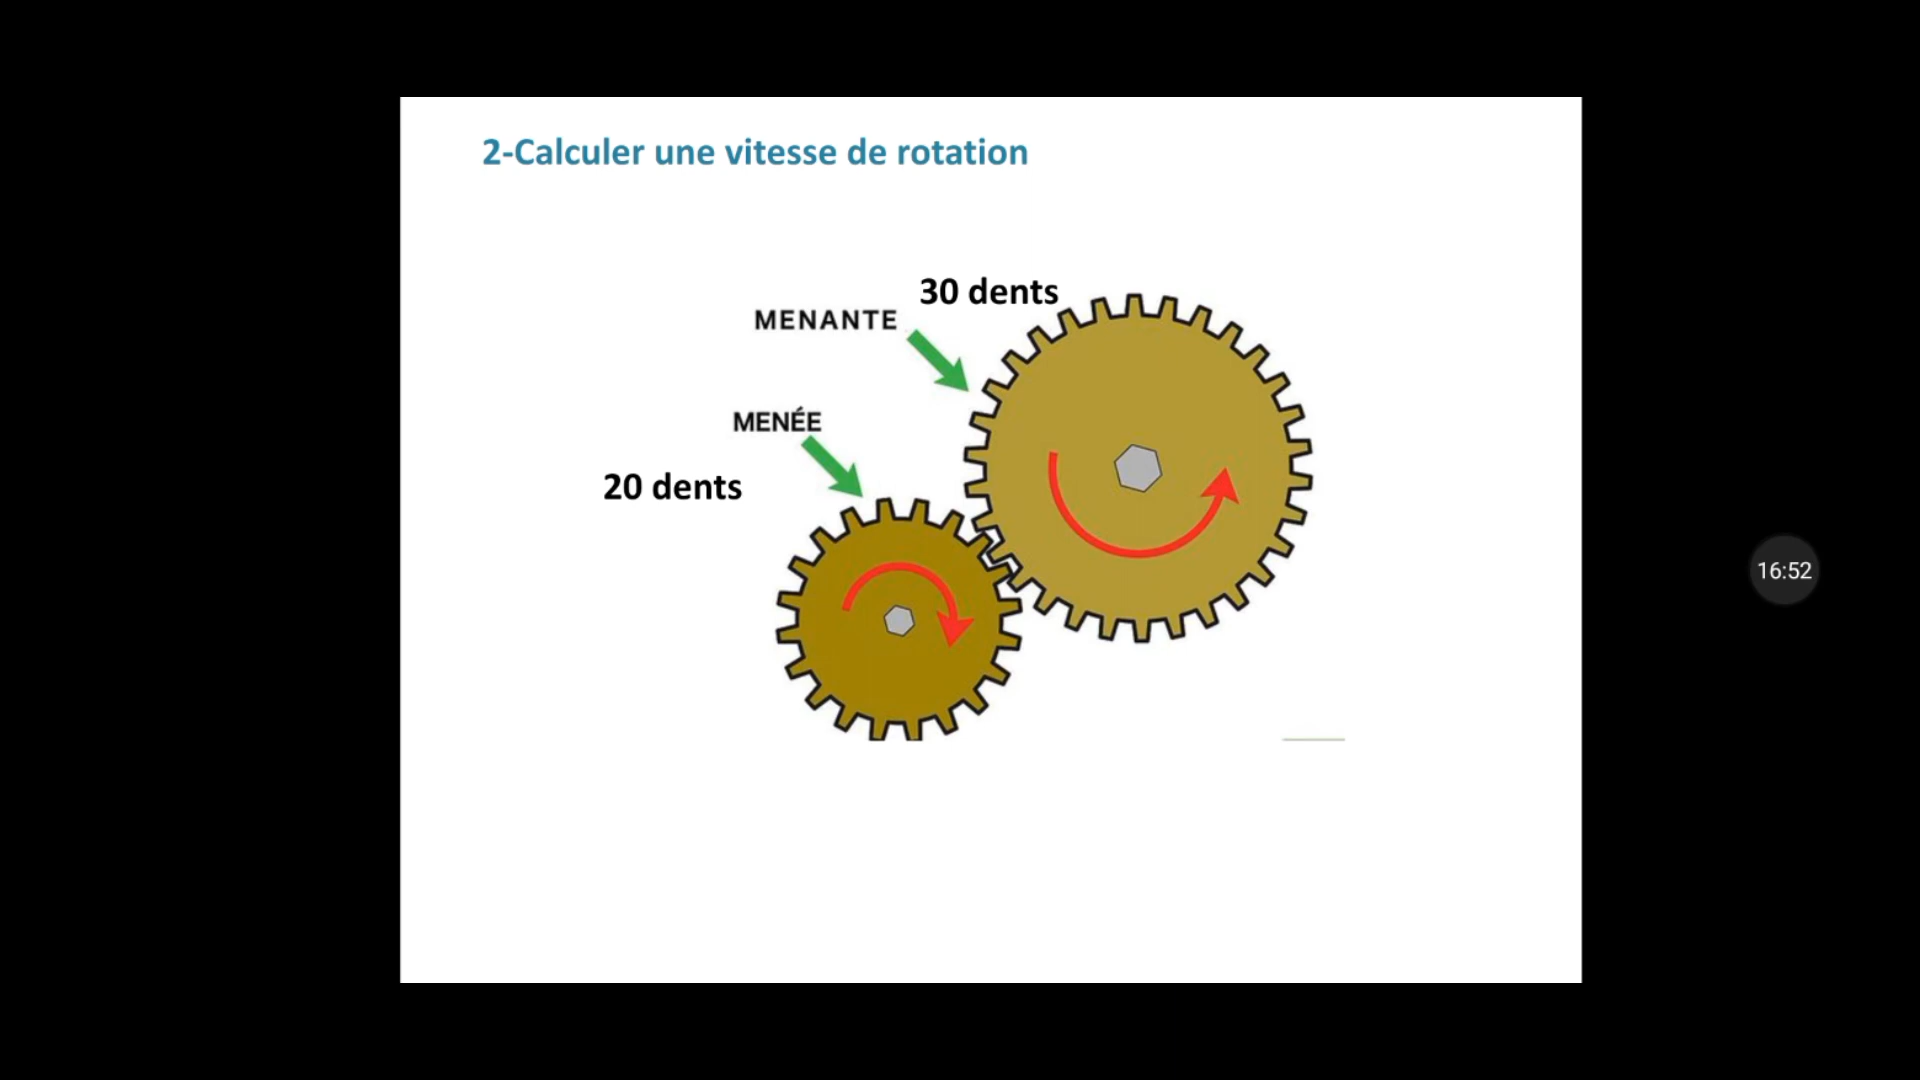 2-Calculer une vitesse de rotation
30 dents
MENANTE
MENÉE
20 dents
16:52